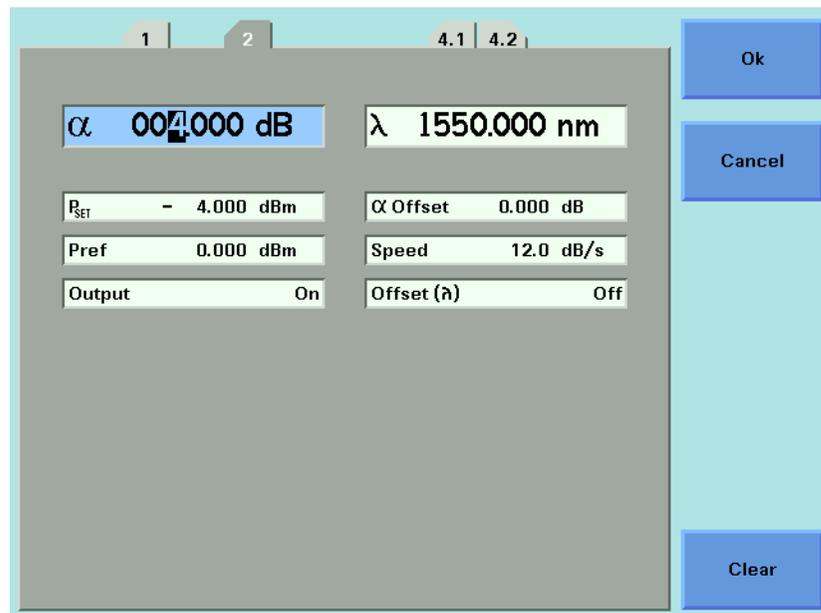 1 2 4.1 4.2
Ok
α 004.000 dB λ 1550.000 nm
Cancel
PSET - 4.000 dBm α Offset 0.000 dB
Pref 0.000 dBm Speed 12.0 dB/s
Output On Offset (λ) Off
Clear